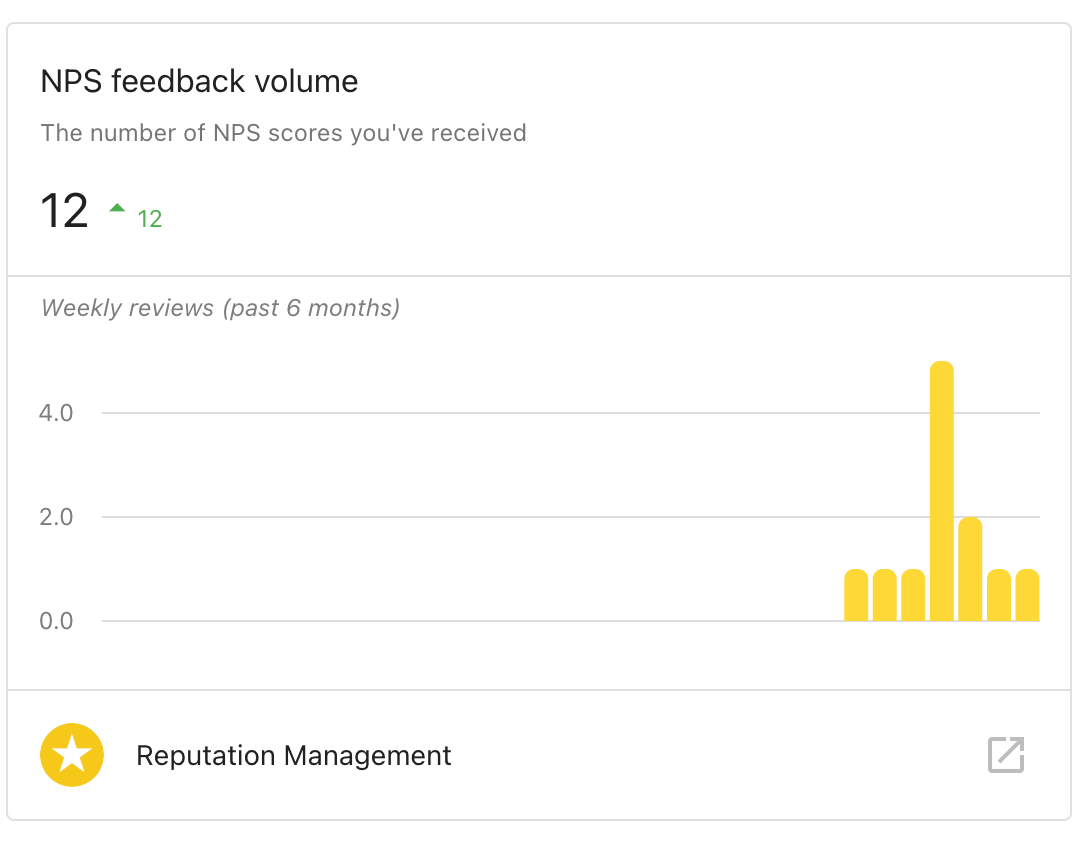 NPS feedback volume
The number of NPS scores you've received
12 12
Weekly reviews (past 6 months)
4.0
2.0
0.0
Reputation Management